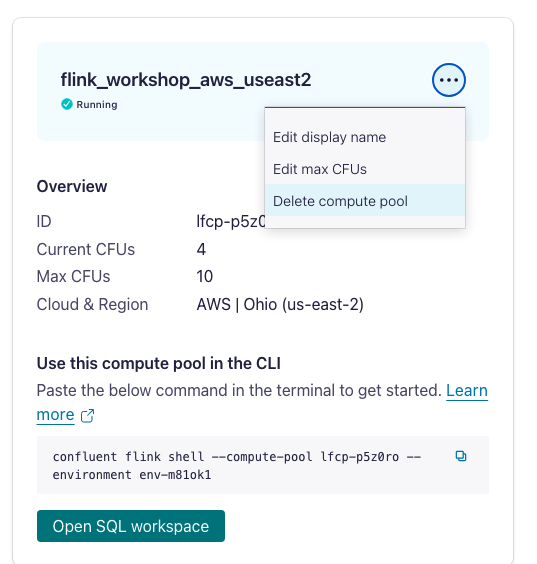 flink_workshop_aws_useast2
Running
Edit display name
Edit max CFUs
Delete compute pool
Overview
ID lfcp-p5z0
Current CFUs 4
Max CFUs 10
Cloud & Region AWS | Ohio (us-east-2)
Use this compute pool in the CLI
Paste the below command in the terminal to get started. Learn
more
confluent flink shell --compute-pool lfcp-p5z0ro --
environment env-m81ok1
Open SQL workspace